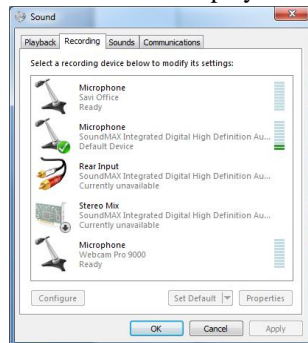 Sound
Playback Recording Sounds Communications
Select a recording device below to modify its settings:
Microphone
Savi Office
Ready
Microphone
SoundMAX Integrated Digital High Definition Au...
Default Device
Rear Input
SoundMAX Integrated Digital High Definition Au...
Currently unavailable
Stereo Mix
SoundMAX Integrated Digital High Definition Au...
Currently unavailable
Microphone
Webcam Pro 9000
Ready
Configure Set Default Properties
OK Cancel Apply